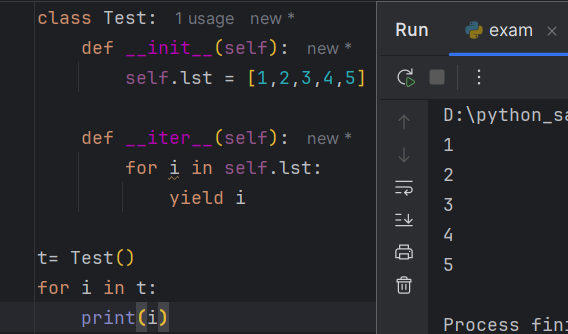 class Test: 1 usage new *
def __init__(self): new *
self.lst = [1,2,3,4,5]
def __iter__(self): new *
for i in self.lst:
yield i
t= Test()
for i in t:
print(i)
Run
exam
D:\python_sa
1
2
3
4
5
Process fini